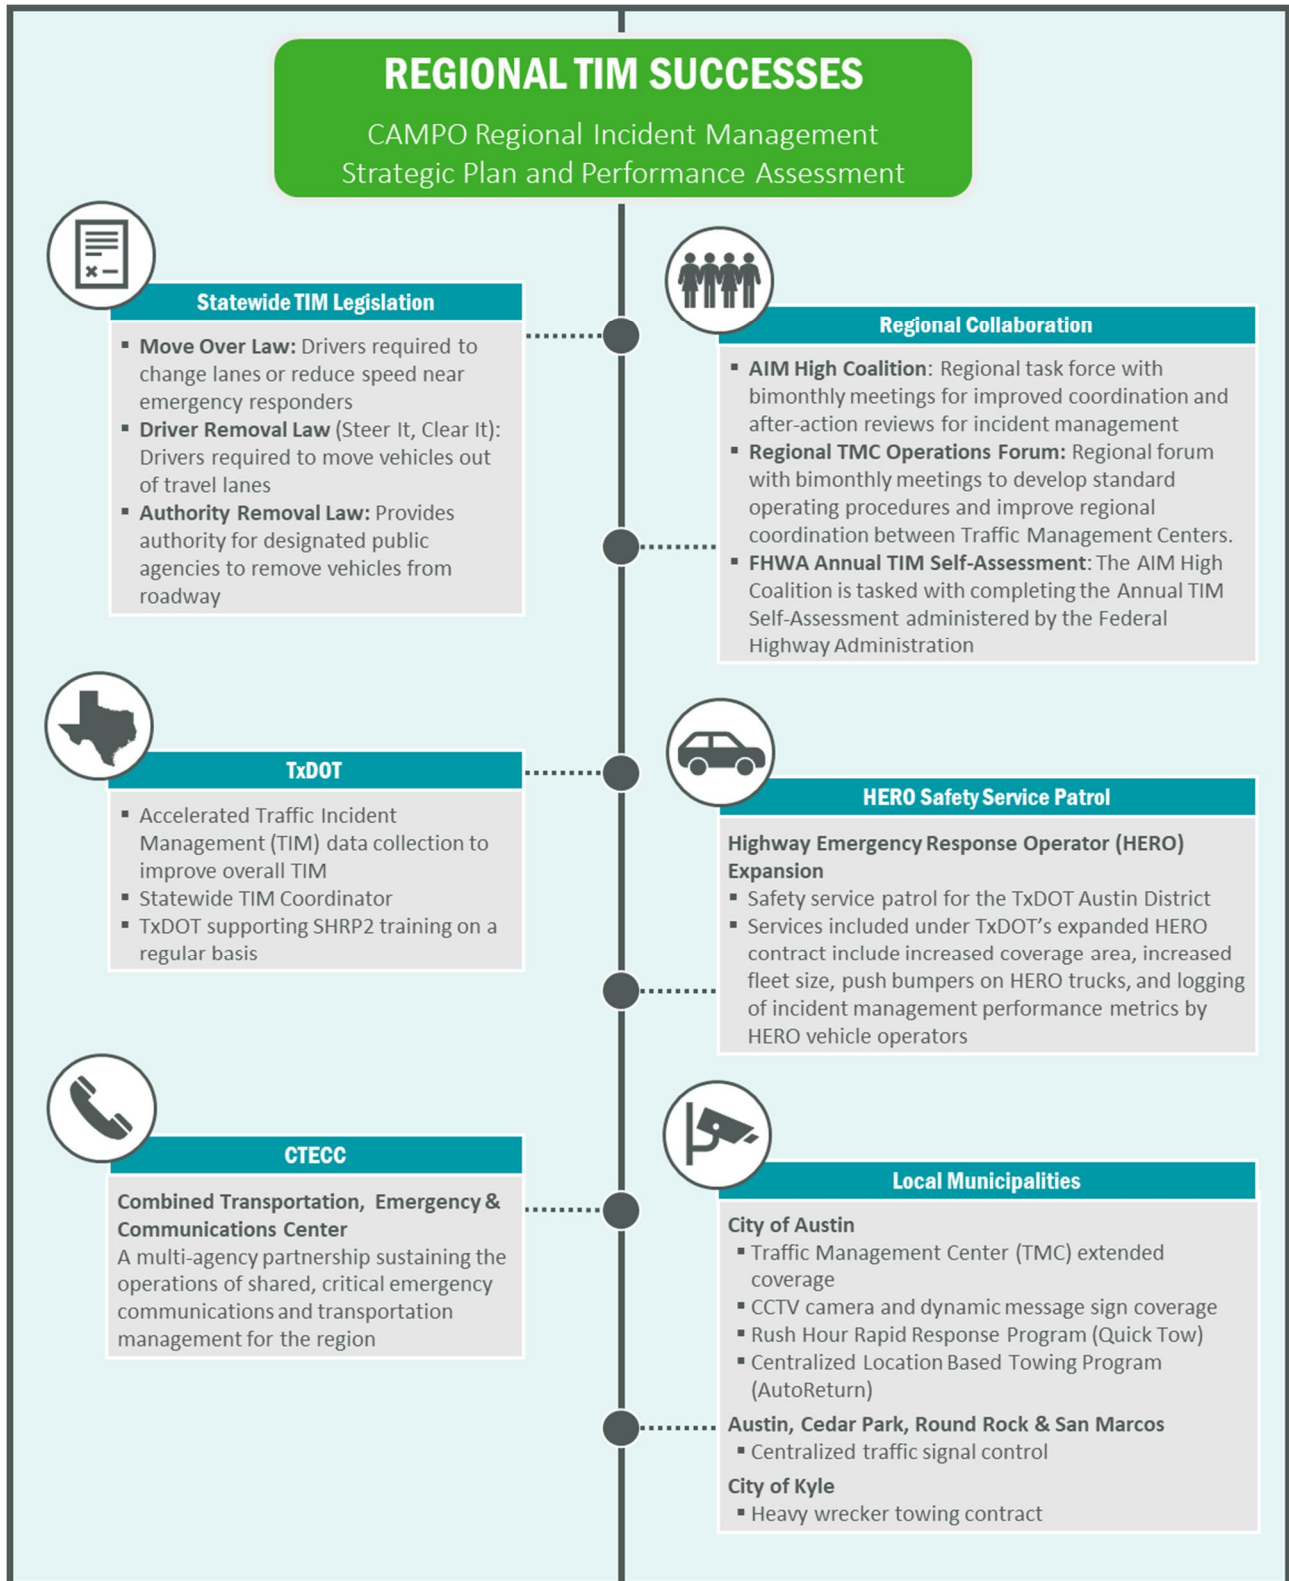 REGIONAL TIM SUCCESSES
CAMPO Regional Incident Management
Strategic Plan and Performance Assessment
Statewide TIM Legislation
▪ Move Over Law: Drivers required to
change lanes or reduce speed near
emergency responders
▪ Driver Removal Law (Steer It, Clear It):
Drivers required to move vehicles out
of travel lanes
▪ Authority Removal Law: Provides
authority for designated public
agencies to remove vehicles from
roadway
Regional Collaboration
▪ AIM High Coalition: Regional task force with
bimonthly meetings for improved coordination and
after-action reviews for incident management
▪ Regional TMC Operations Forum: Regional forum
with bimonthly meetings to develop standard
operating procedures and improve regional
coordination between Traffic Management Centers.
▪ FHWA Annual TIM Self-Assessment: The AIM High
Coalition is tasked with completing the Annual TIM
Self-Assessment administered by the Federal
Highway Administration
TxDOT
▪ Accelerated Traffic Incident
Management (TIM) data collection to
improve overall TIM
▪ Statewide TIM Coordinator
▪ TxDOT supporting SHRP2 training on a
regular basis
HERO Safety Service Patrol
Highway Emergency Response Operator (HERO)
Expansion
▪ Safety service patrol for the TxDOT Austin District
▪ Services included under TxDOT’s expanded HERO
contract include increased coverage area, increased
fleet size, push bumpers on HERO trucks, and logging
of incident management performance metrics by
HERO vehicle operators
CTECC
Combined Transportation, Emergency &
Communications Center
A multi-agency partnership sustaining the
operations of shared, critical emergency
communications and transportation
management for the region
Local Municipalities
City of Austin
▪ Traffic Management Center (TMC) extended
coverage
▪ CCTV camera and dynamic message sign coverage
▪ Rush Hour Rapid Response Program (Quick Tow)
▪ Centralized Location Based Towing Program
(AutoReturn)
Austin, Cedar Park, Round Rock & San Marcos
▪ Centralized traffic signal control
City of Kyle
▪ Heavy wrecker towing contract